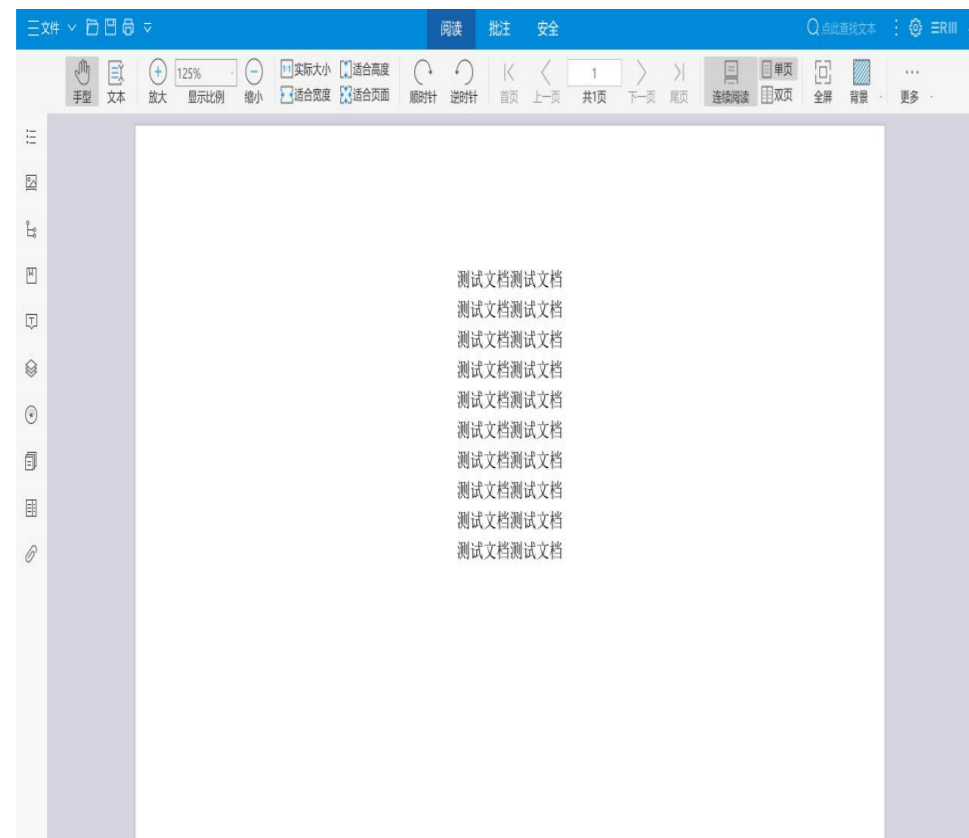 文件
阅读 批注 安全
点此查找文本
手型 文本 放大 125% 显示比例 缩小
实际大小 适合高度
适合宽度 适合页面
顺时针 逆时针 首页 上一页 1 共1页 下一页 尾页
连续阅读 单页 双页 全屏 背景 更多
测试文档测试文档
测试文档测试文档
测试文档测试文档
测试文档测试文档
测试文档测试文档
测试文档测试文档
测试文档测试文档
测试文档测试文档
测试文档测试文档
测试文档测试文档